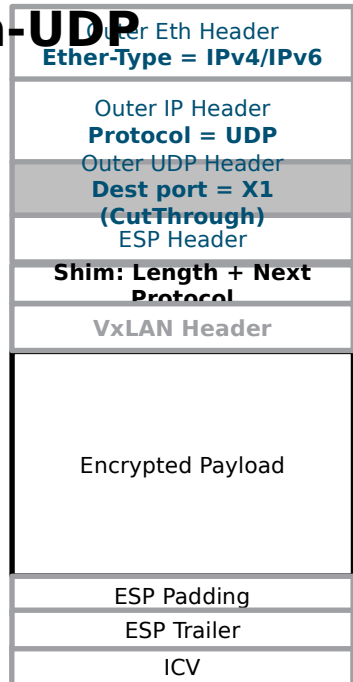 -UDP
Outer Eth Header
Ether-Type = IPv4/IPv6
Outer IP Header
Protocol = UDP
Outer UDP Header
Dest port = X1
(CutThrough)
ESP Header
Shim: Length + Next
Protocol
VxLAN Header
Encrypted Payload
ESP Padding
ESP Trailer
ICV